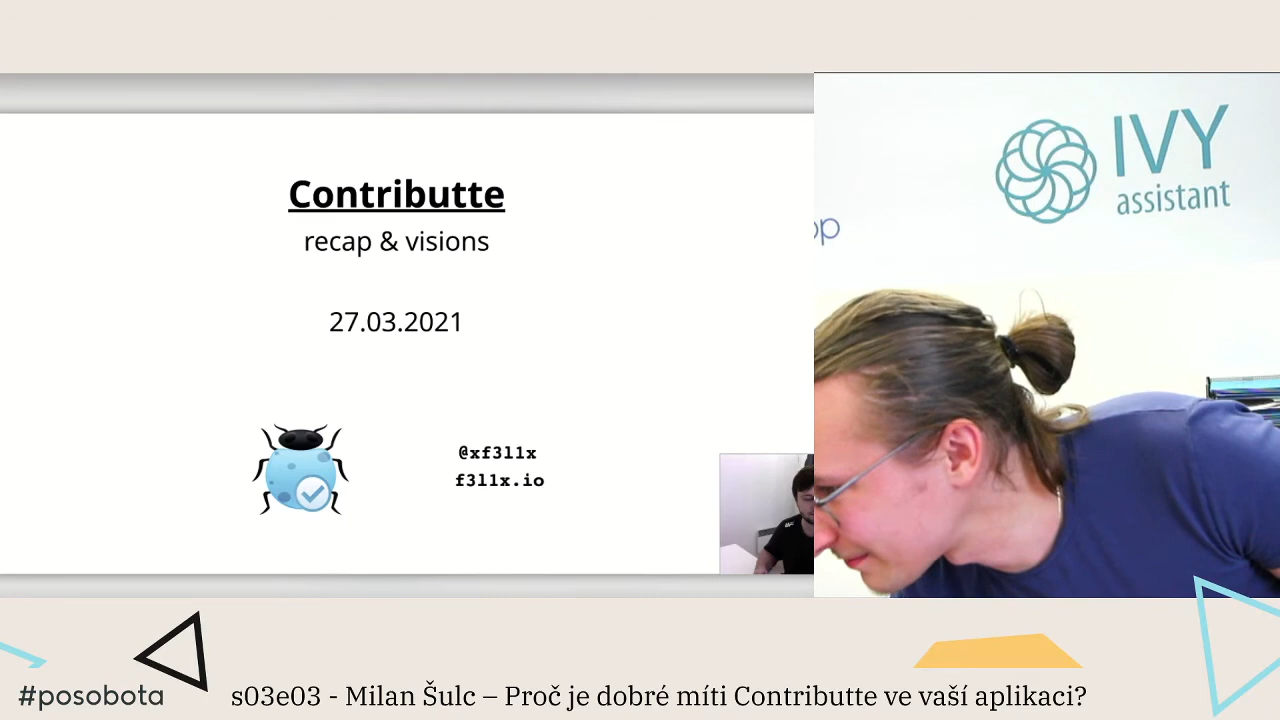 Contributte
recap & visions
27.03.2021
@xf3l1x
f3l1x.io
op
IVY
assistant
#posobota
s03e03 - Milan Šulc – Proč je dobré míti Contributte ve vaší aplikaci?